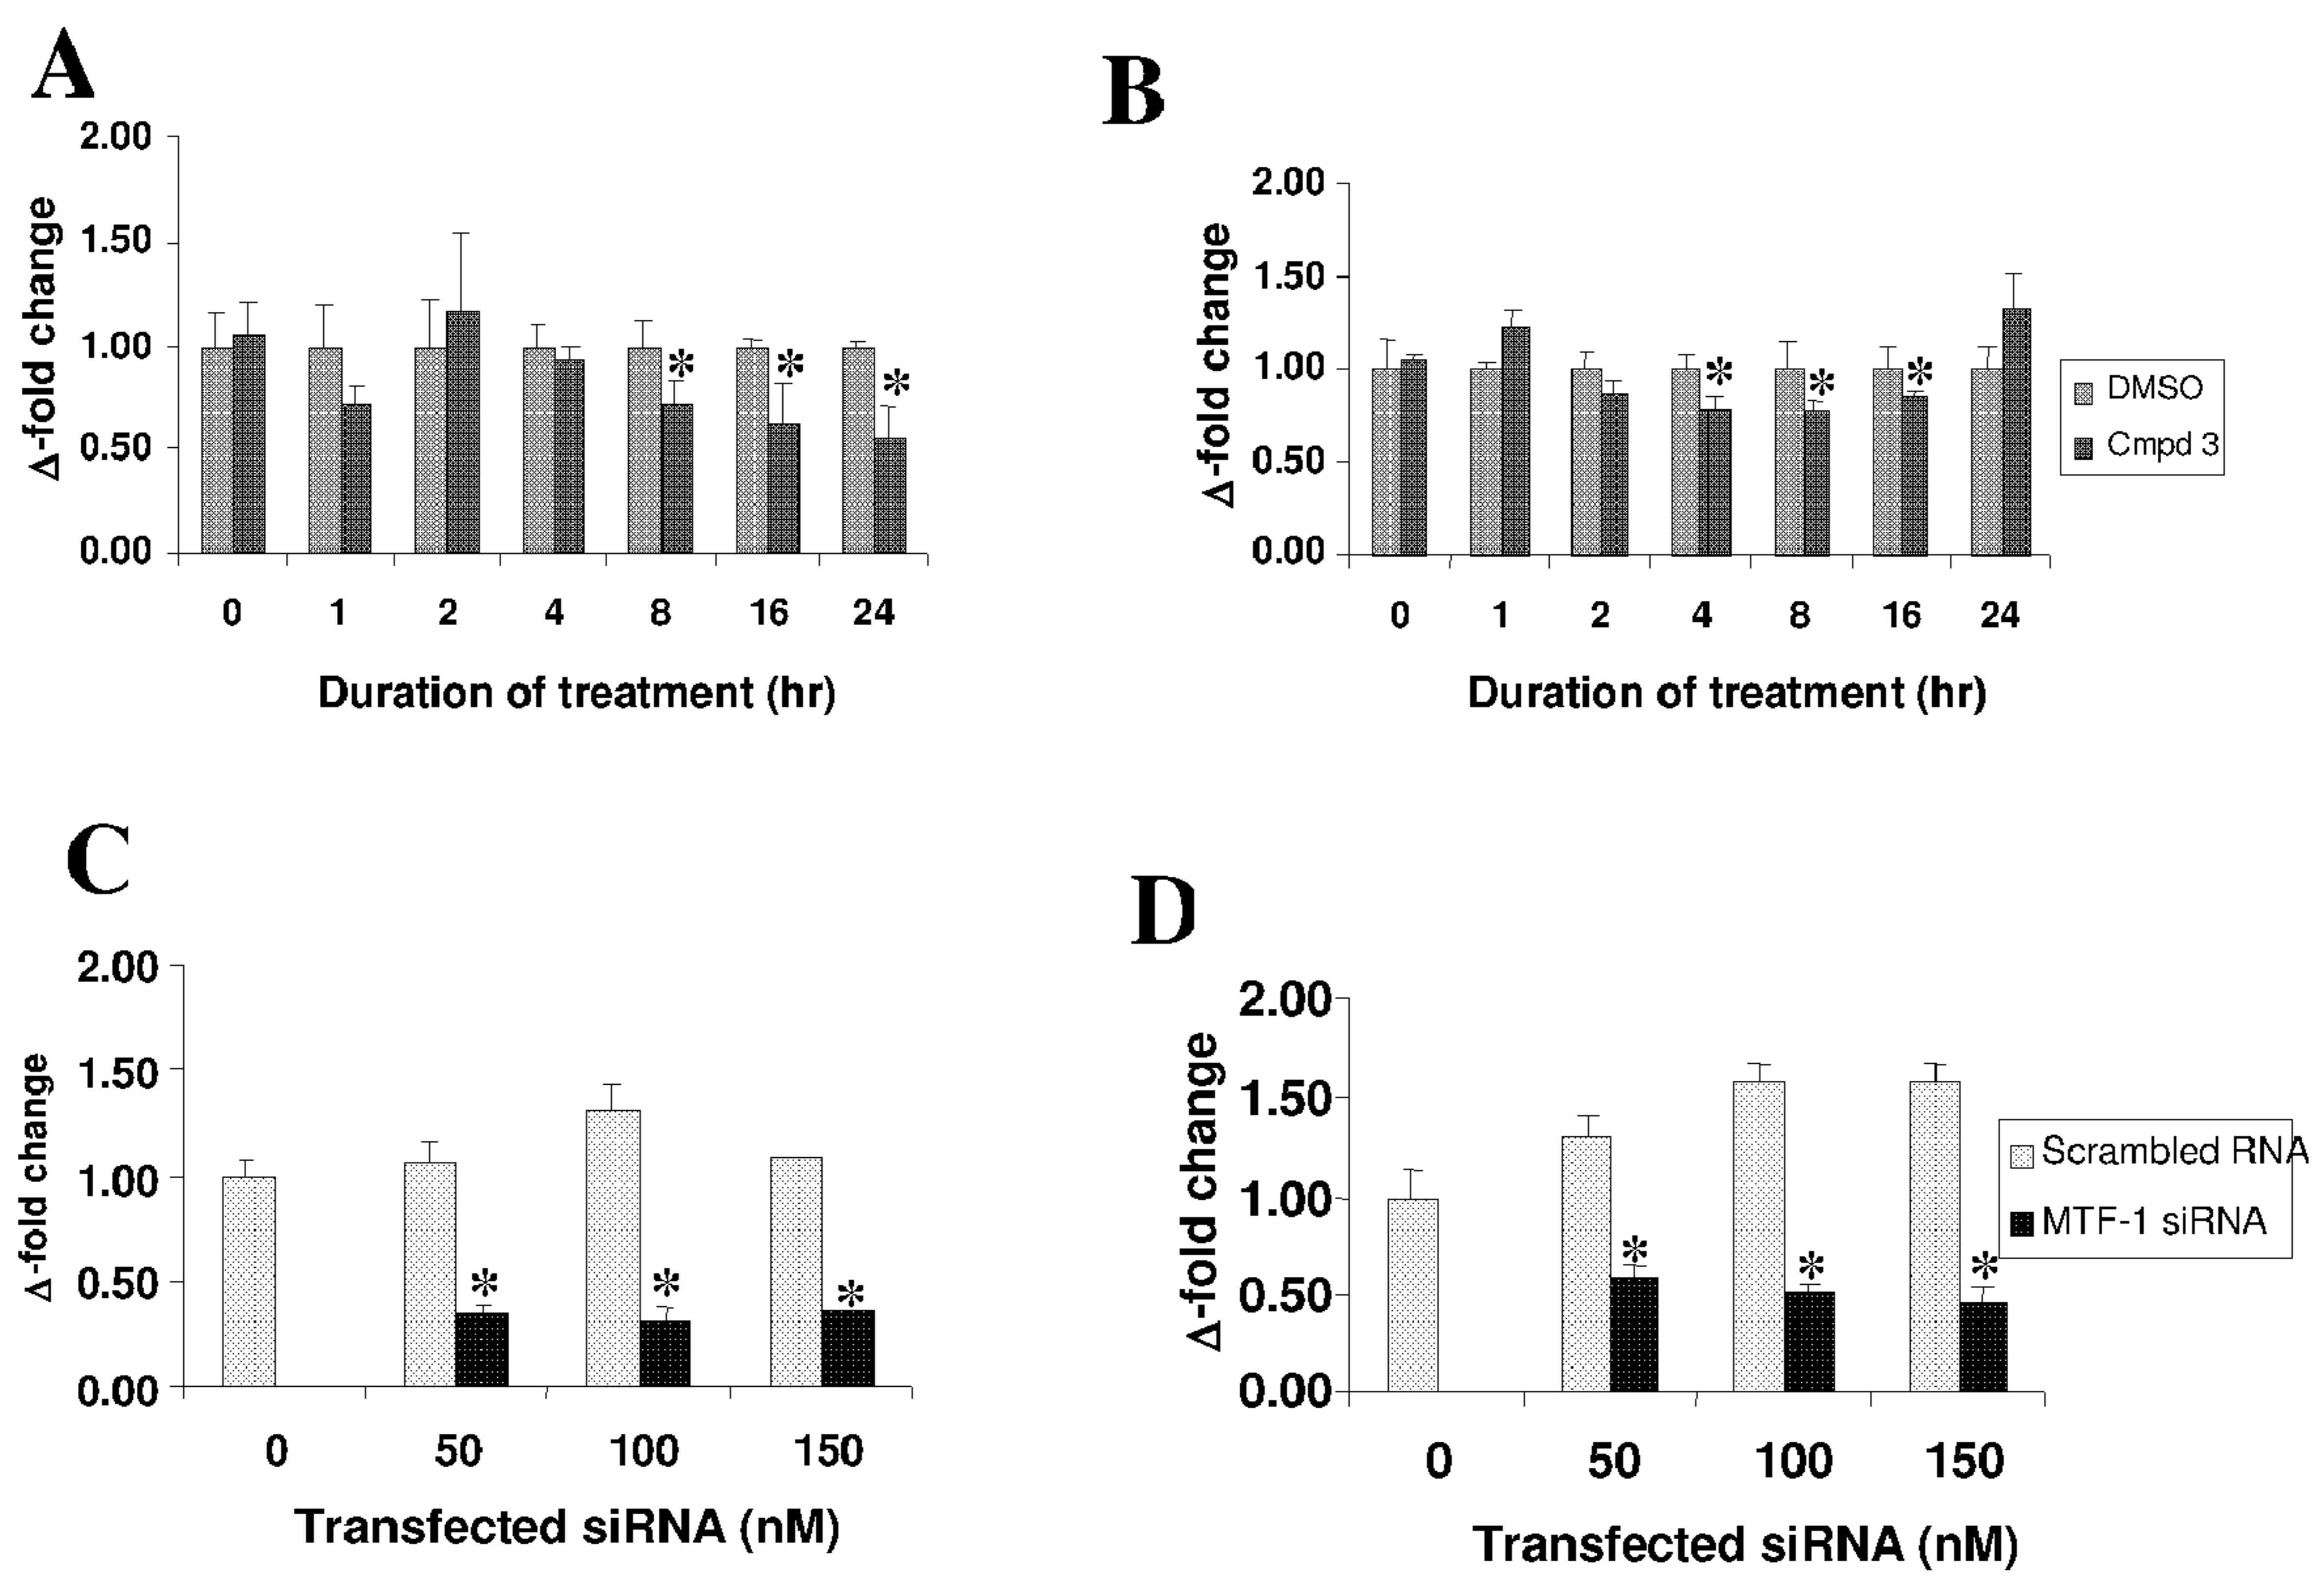 A
2.00
1.50
1.00
0.50
0.00
Δ-fold change
* * *
0 1 2 4 8 16 24
Duration of treatment (hr)
B
2.00
1.50
1.00
0.50
0.00
Δ-fold change
* * *
0 1 2 4 8 16 24
Duration of treatment (hr)
DMSO
Cmpd 3
C
2.00
1.50
1.00
0.50
0.00
Δ-fold change
* * *
0 50 100 150
Transfected siRNA (nM)
D
2.00
1.50
1.00
0.50
0.00
Δ-fold change
* * *
0 50 100 150
Transfected siRNA (nM)
Scrambled RNA
MTF-1 siRNA